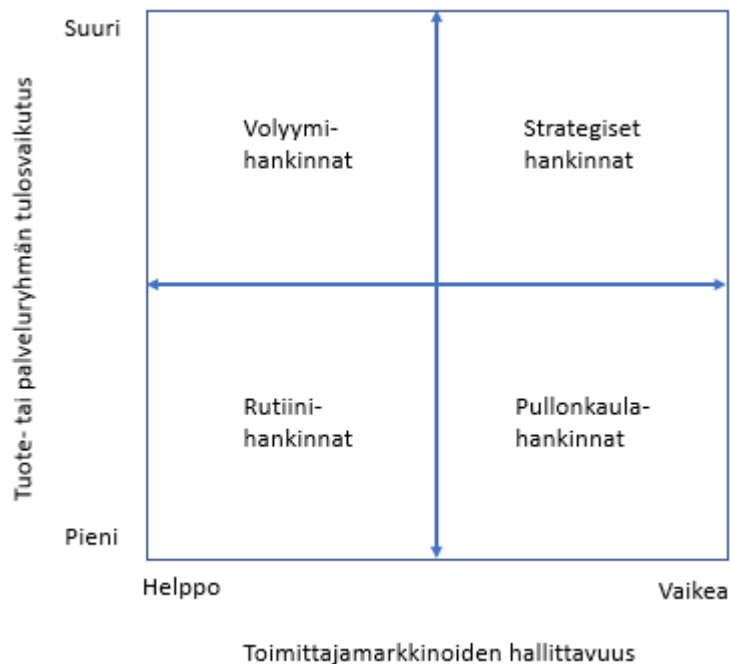 Suuri
Tuote- tai palveluryhmän tulosvaikutus
Volyymi-
hankinnat
Strategiset
hankinnat
Rutiini-
hankinnat
Pullonkaula-
hankinnat
Pieni
Helppo
Vaikea
Toimittajamarkkinoiden hallittavuus